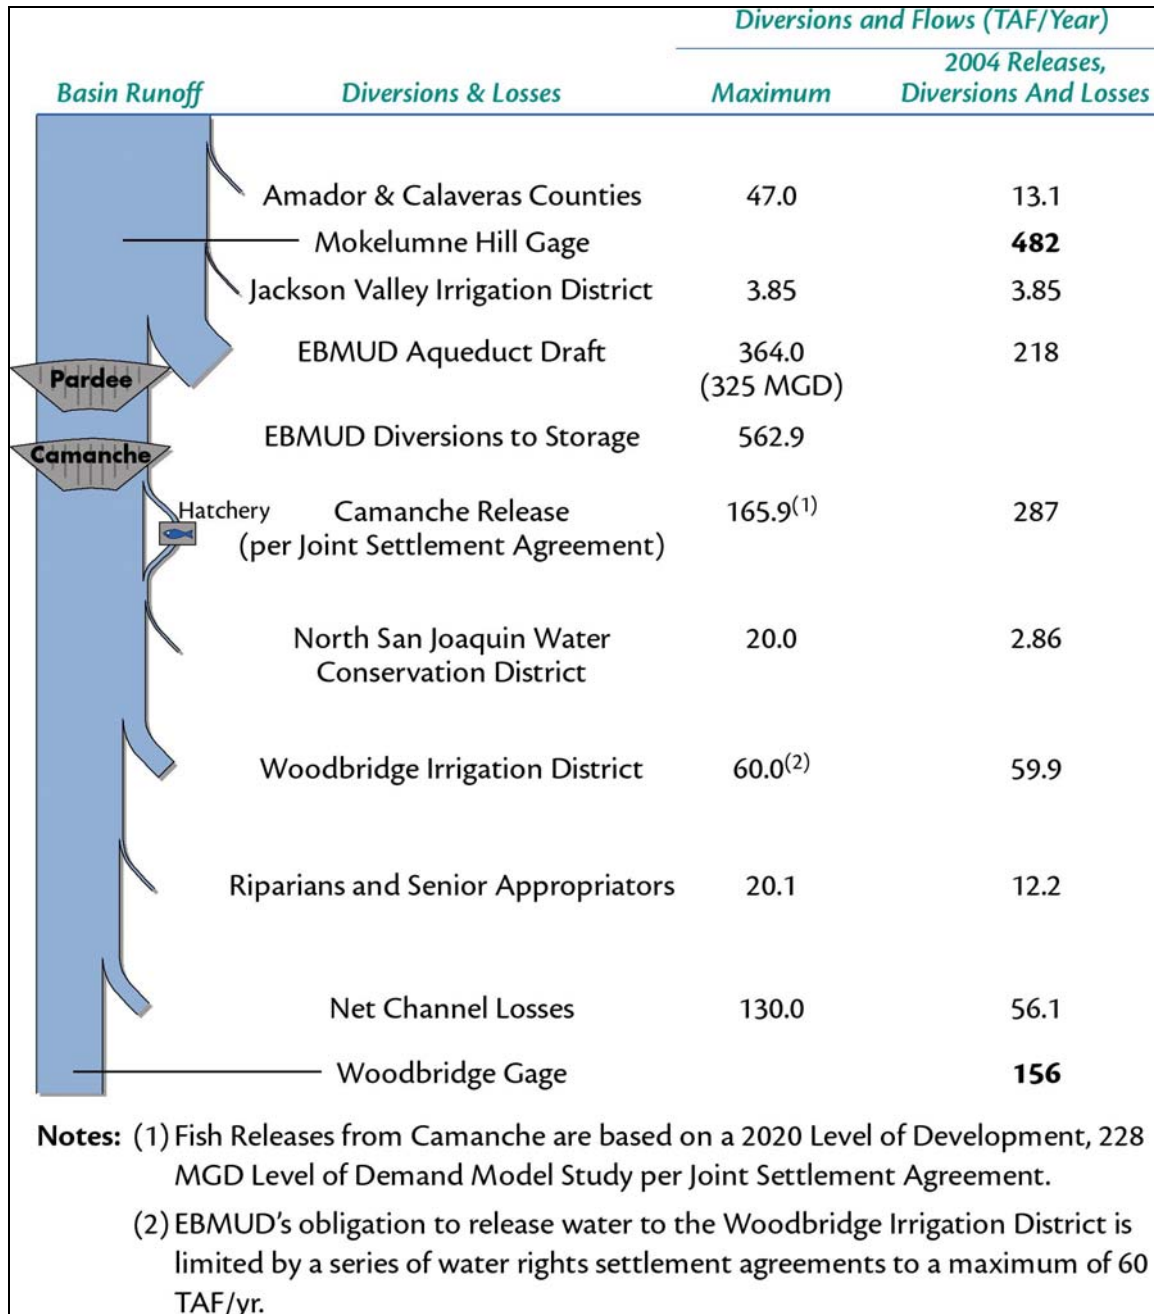 Diversions and Flows (TAF/Year)
Basin Runoff Diversions & Losses Maximum 2004 Releases,
Diversions And Losses
Amador & Calaveras Counties 47.0 13.1
Mokelumne Hill Gage 482
Jackson Valley Irrigation District 3.85 3.85
EBMUD Aqueduct Draft 364.0 218
(325 MGD)
Pardee
EBMUD Diversions to Storage 562.9
Camanche
Hatchery
Camanche Release 165.9(1) 287
(per Joint Settlement Agreement)
North San Joaquin Water 20.0 2.86
Conservation District
Woodbridge Irrigation District 60.0(2) 59.9
Riparians and Senior Appropriators 20.1 12.2
Net Channel Losses 130.0 56.1
Woodbridge Gage 156
Notes: (1) Fish Releases from Camanche are based on a 2020 Level of Development, 228
MGD Level of Demand Model Study per Joint Settlement Agreement.
(2) EBMUD's obligation to release water to the Woodbridge Irrigation District is
limited by a series of water rights settlement agreements to a maximum of 60
TAF/yr.